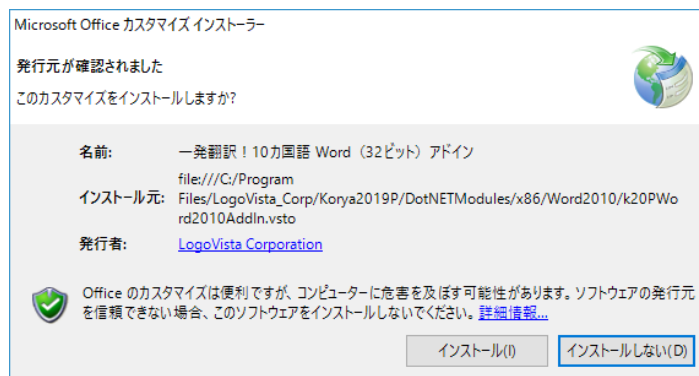 Microsoft Office カスタマイズ インストーラー
発行元が確認されました
このカスタマイズをインストールしますか?
名前: 一発翻訳！10カ国語 Word（32ビット）アドイン
file:///C:/Program
インストール元: Files/LogoVista_Corp/Korya2019P/DotNETModules/x86/Word2010/k20PWo
rd2010AddIn.vsto
発行者: LogoVista Corporation
Office のカスタマイズは便利ですが、コンピューターに危害を及ぼす可能性があります。ソフトウェアの発行元
を信頼できない場合、このソフトウェアをインストールしないでください。詳細情報...
インストール(I) インストールしない(D)